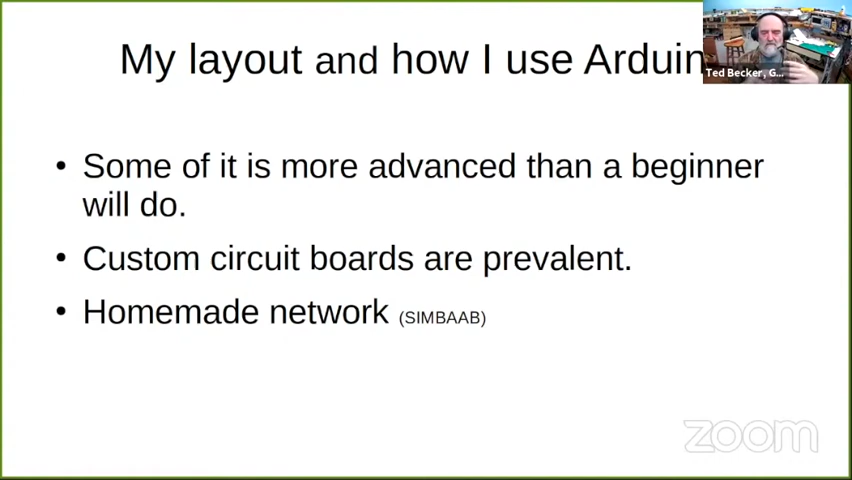 My layout and how I use Arduin
Ted Becker, G...
• Some of it is more advanced than a beginner
will do.
• Custom circuit boards are prevalent.
• Homemade network (SIMBAAB)
zoom